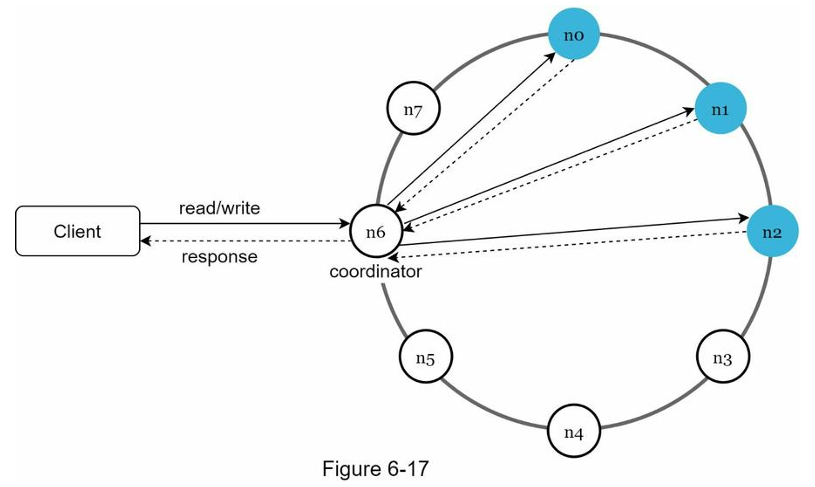 n0
n7
n1
read/write
Client
n6
n2
response
coordinator
n5
n3
n4
Figure 6-17